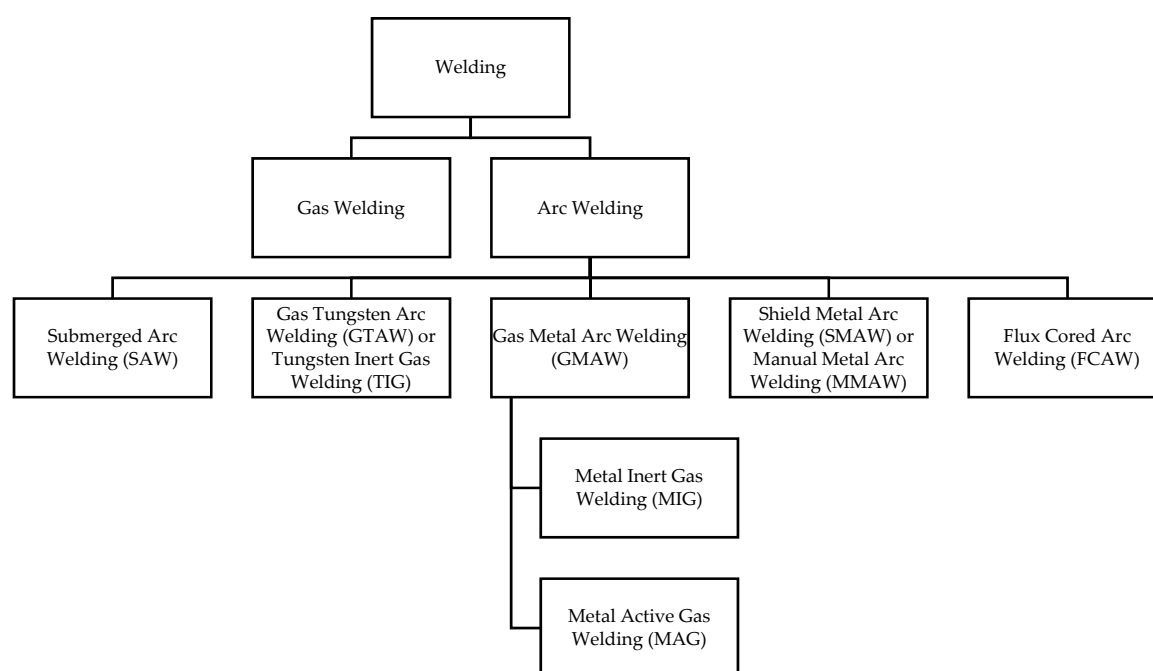 Welding
Gas Welding
Arc Welding
Submerged Arc
Welding (SAW)
Gas Tungsten Arc
Welding (GTAW) or
Tungsten Inert Gas
Welding (TIG)
Gas Metal Arc Welding
(GMAW)
Shield Metal Arc
Welding (SMAW) or
Manual Metal Arc
Welding (MMAW)
Flux Cored Arc
Welding (FCAW)
Metal Inert Gas
Welding (MIG)
Metal Active Gas
Welding (MAG)